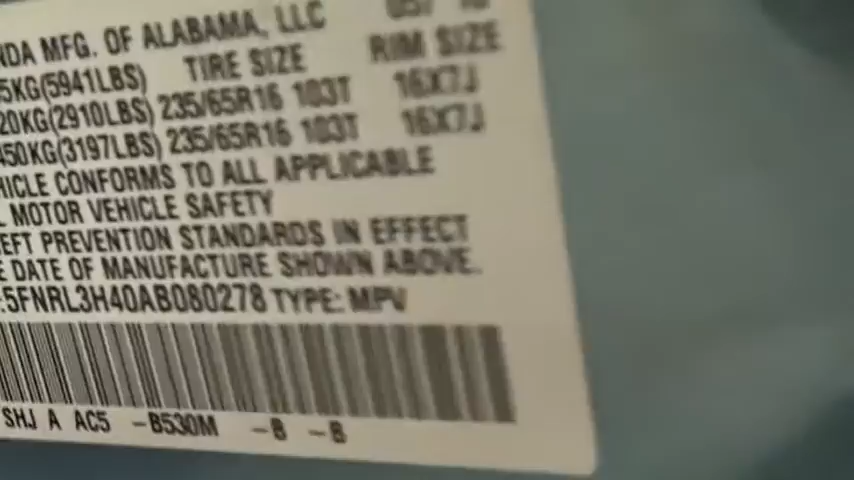 NDA MFG. OF ALABAMA, LLC
5KG(5941LBS) TIRE SIZE RIM SIZE
20KG(2910LBS) 235/65R16 103T 16X7J
450KG(3197LBS) 235/65R16 103T 16X7J
HICLE CONFORMS TO ALL APPLICABLE
L MOTOR VEHICLE SAFETY
EFT PREVENTION STANDARDS IN EFFECT
E DATE OF MANUFACTURE SHOWN ABOVE.
:5FNRL3H40AB080278 TYPE: MPV
SHJ A AC5 -B530M -B -B